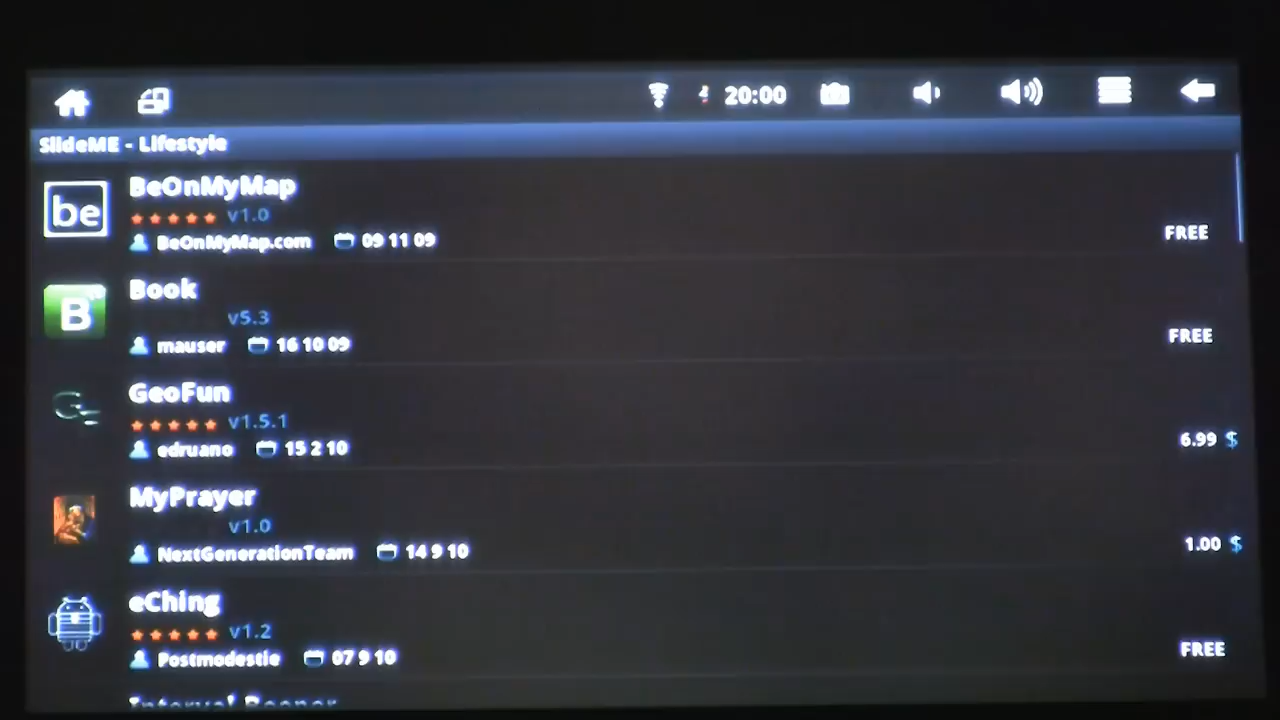 20:00
SlideME - Lifestyle
be
BeOnMyMap
v1.0
BeOnMyMap.com 09 11 09
FREE
B
Book
v5.3
mauser 16 10 09
FREE
GeoFun
v1.5.1
edruano 15 2 10
6.99 $
MyPrayer
v1.0
NextGenerationTeam 14 9 10
1.00 $
eChing
v1.2
Postmodestie 07 9 10
FREE
Interval Beeper